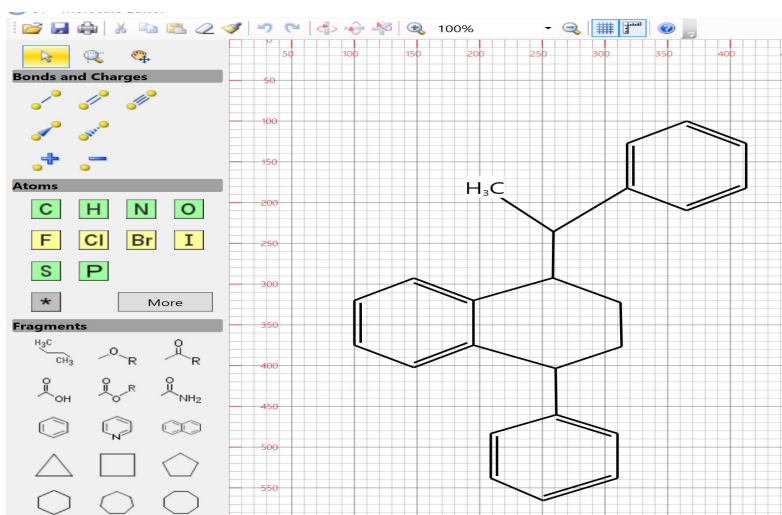 100%
0
50 100 150 200 250 300 350 400
Bonds and Charges
50
100
150
Atoms
H₃C
C H N O
200
F Cl Br I
250
S P
* More
300
Fragments
350
H₃C CH₃ O R O R
400
O OH O O R O NH₂
450
N
500
550